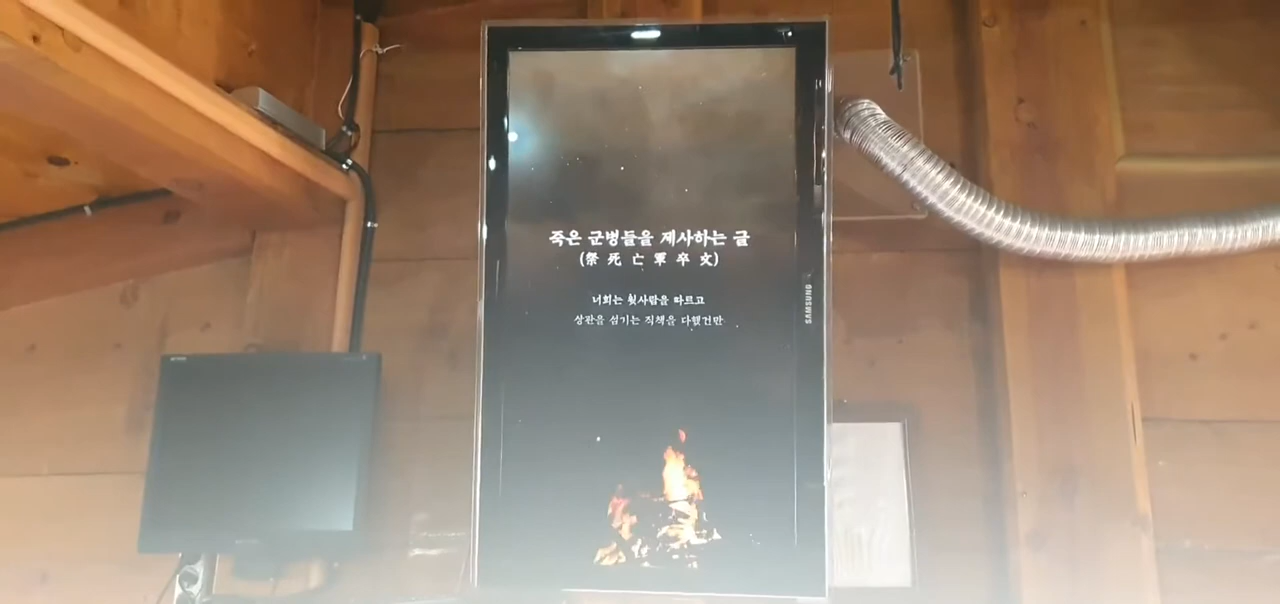 죽은 군병들을 제사하는 글
(祭 死 亡 軍 卒 文)
너희는 윗사람을 따르고
상관을 섬기는 직책을 다했건만
SAMSUNG